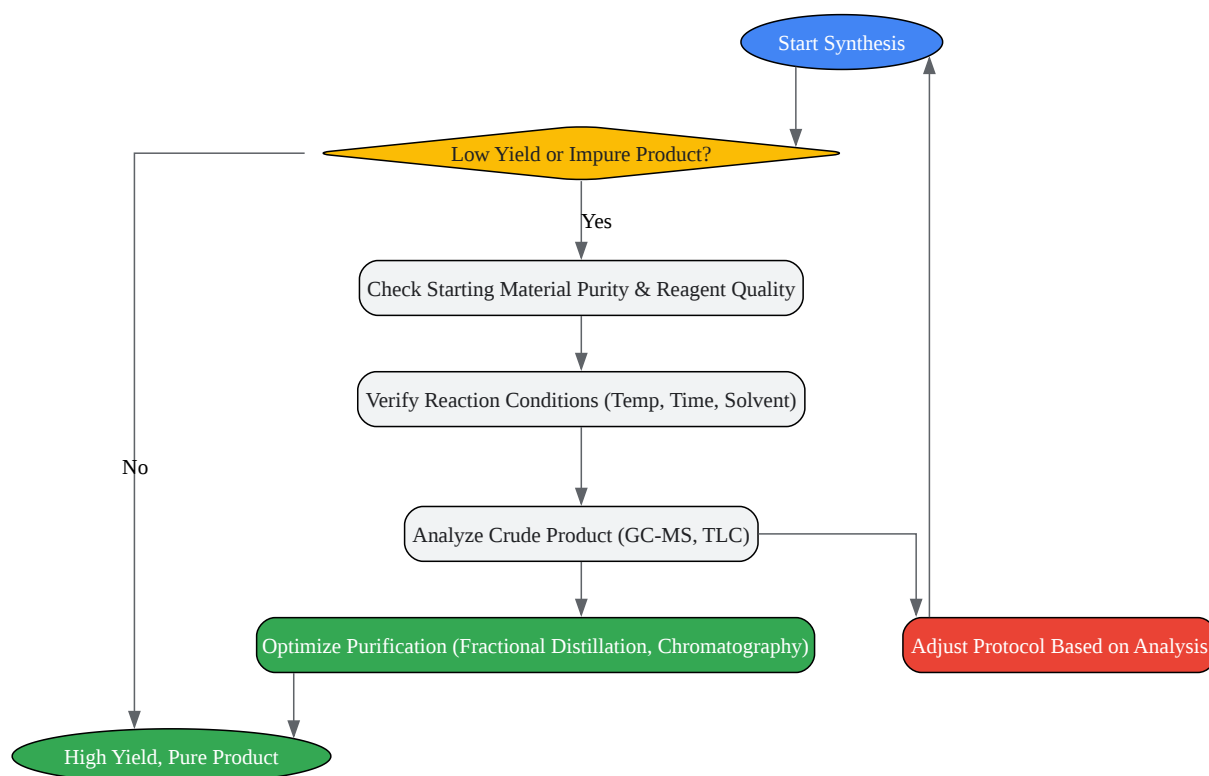 Start Synthesis
Low Yield or Impure Product?
Yes
Check Starting Material Purity & Reagent Quality
Verify Reaction Conditions (Temp, Time, Solvent)
No
Analyze Crude Product (GC-MS, TLC)
Optimize Purification (Fractional Distillation, Chromatography)
Adjust Protocol Based on Analysis
High Yield, Pure Product